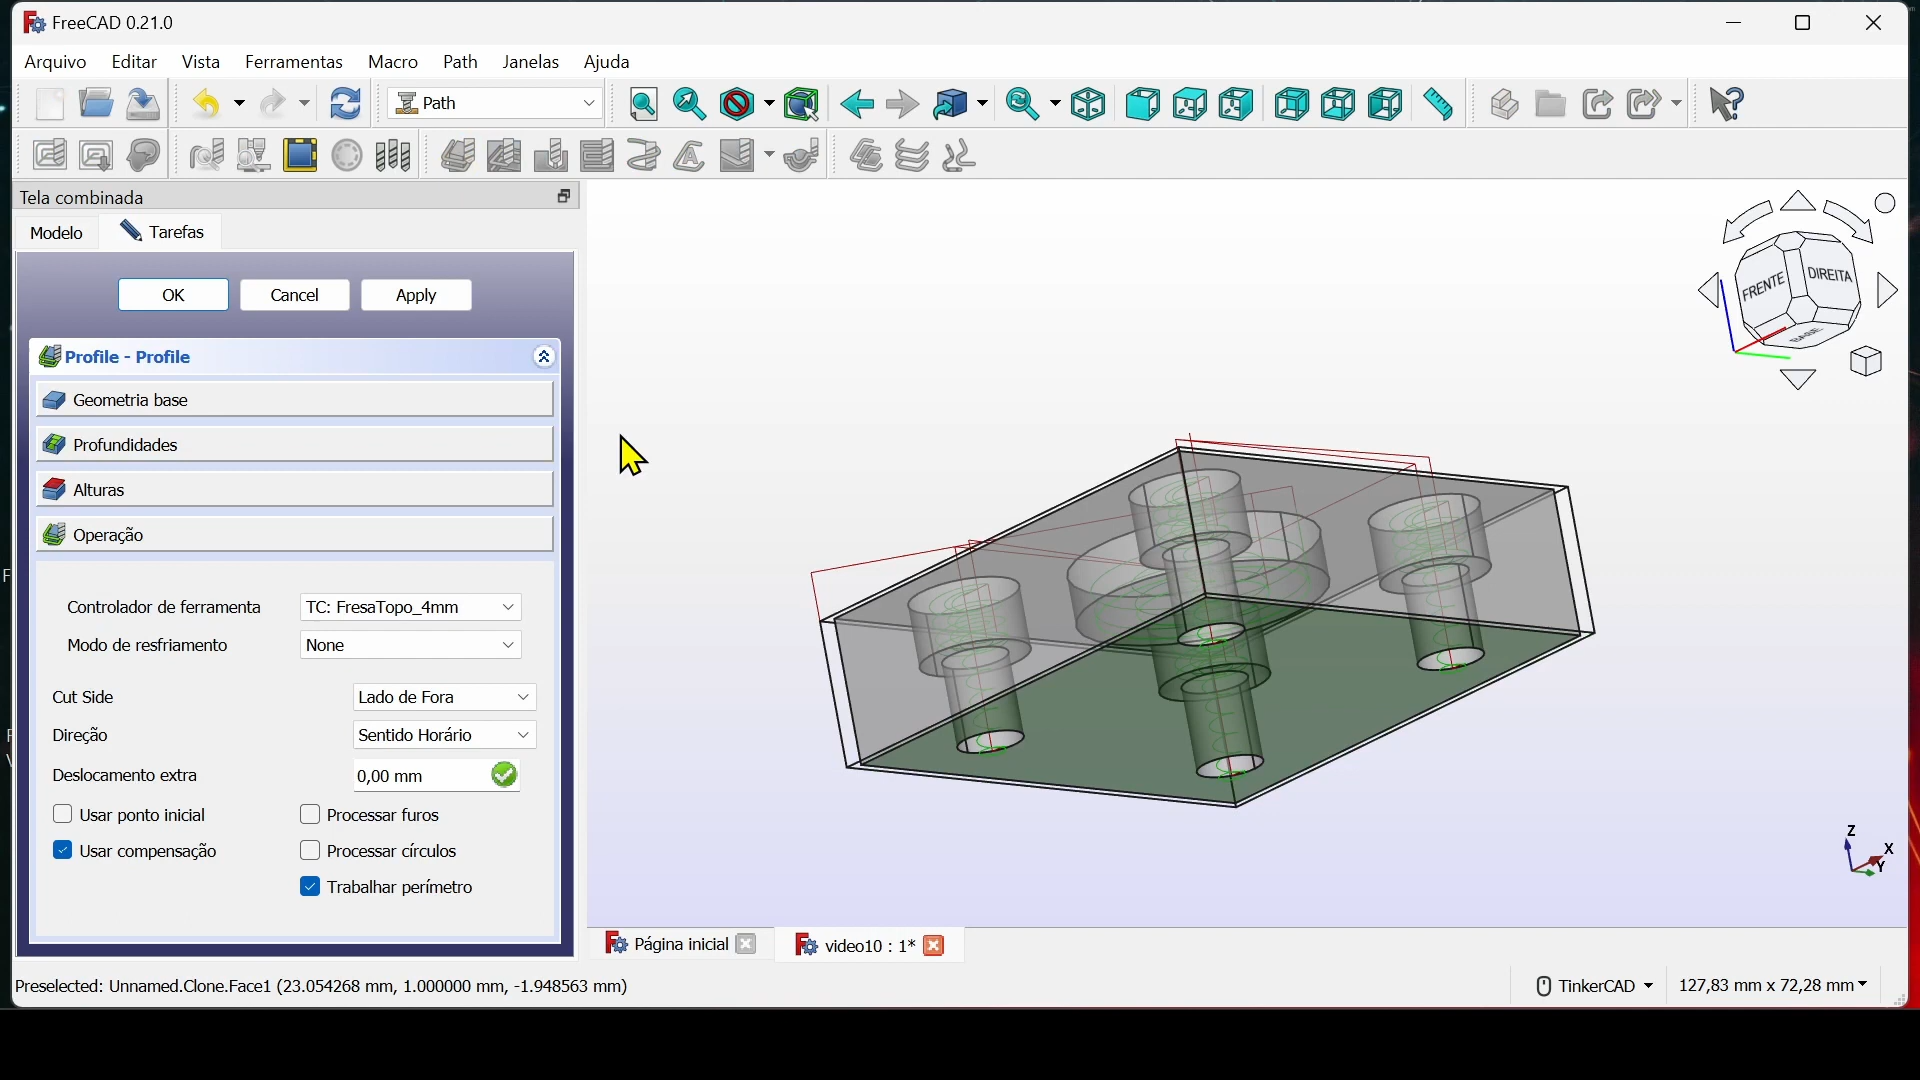 FreeCAD 0.21.0
Arquivo Editar Vista Ferramentas Macro Path Janelas Ajuda
Path
Tela combinada
Modelo Tarefas
OK Cancel Apply
Profile - Profile
Geometria base
Profundidades
Alturas
Operação
Controlador de ferramenta TC: FresaTopo_4mm
Modo de resfriamento None
Cut Side Lado de Fora
Direção Sentido Horário
Deslocamento extra 0,00 mm
Usar ponto inicial Processar furos
Usar compensação Processar círculos
Trabalhar perímetro
FRENTE DIREITA
Z
X
Y
Página inicial video10 : 1*
Preselected: Unnamed.Clone.Face1 (23.054268 mm, 1.000000 mm, -1.948563 mm) TinkerCAD 127,83 mm x 72,28 mm